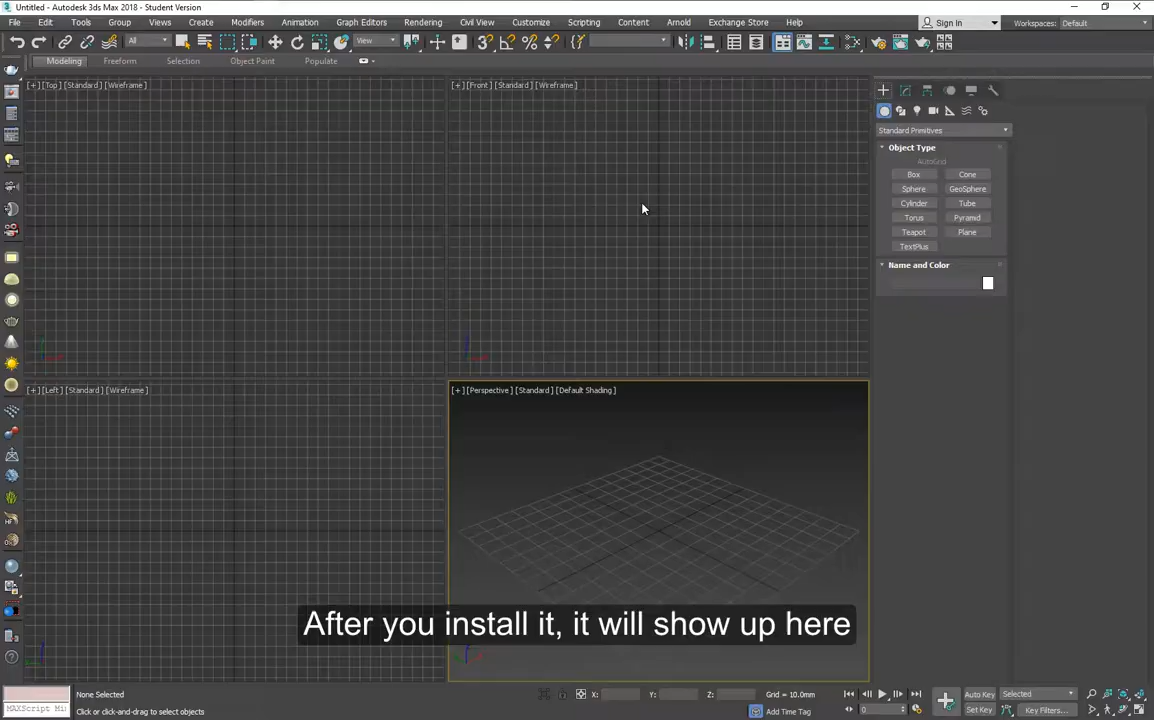 Untitled - Autodesk 3ds Max 2018 - Student Version
File Edit Tools Group Views Create Modifiers Animation Graph Editors Rendering Civil View Customize Scripting Content Arnold Exchange Store Help
Sign In
Workspaces: Default
All
View
Modeling Freeform Selection Object Paint Populate
[+] [Top] [Standard] [Wireframe]
[+] [Front] [Standard] [Wireframe]
Standard Primitives
Object Type
AutoGrid
Box Cone
Sphere GeoSphere
Cylinder Tube
Torus Pyramid
Teapot Plane
TextPlus
Name and Color
[+] [Left] [Standard] [Wireframe]
[+] [Perspective] [Standard] [Default Shading]
After you install it, it will show up here
None Selected
X: Y: Z: Grid = 10.0mm
Auto Key Selected
MAXScript Mi
Click or click-and-drag to select objects
Add Time Tag
0
Set Key
Key Filters...